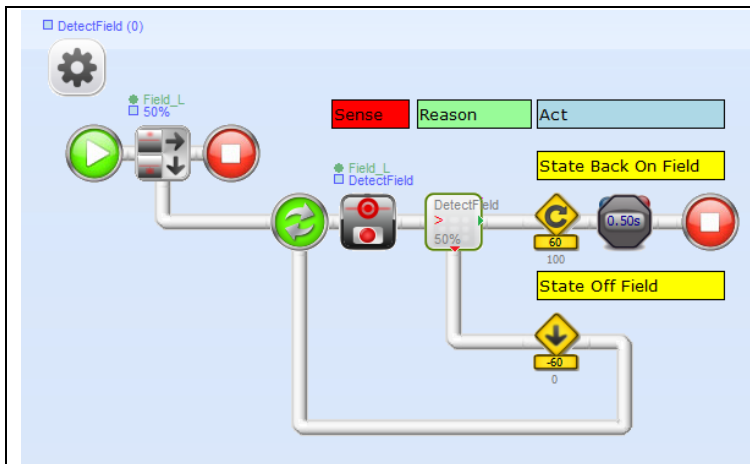 DetectField (0)
Field_L
50%
Sense
Reason
Act
State Back On Field
Field_L
DetectField
DetectField
>
50%
60
100
0.50s
State Off Field
-60
0